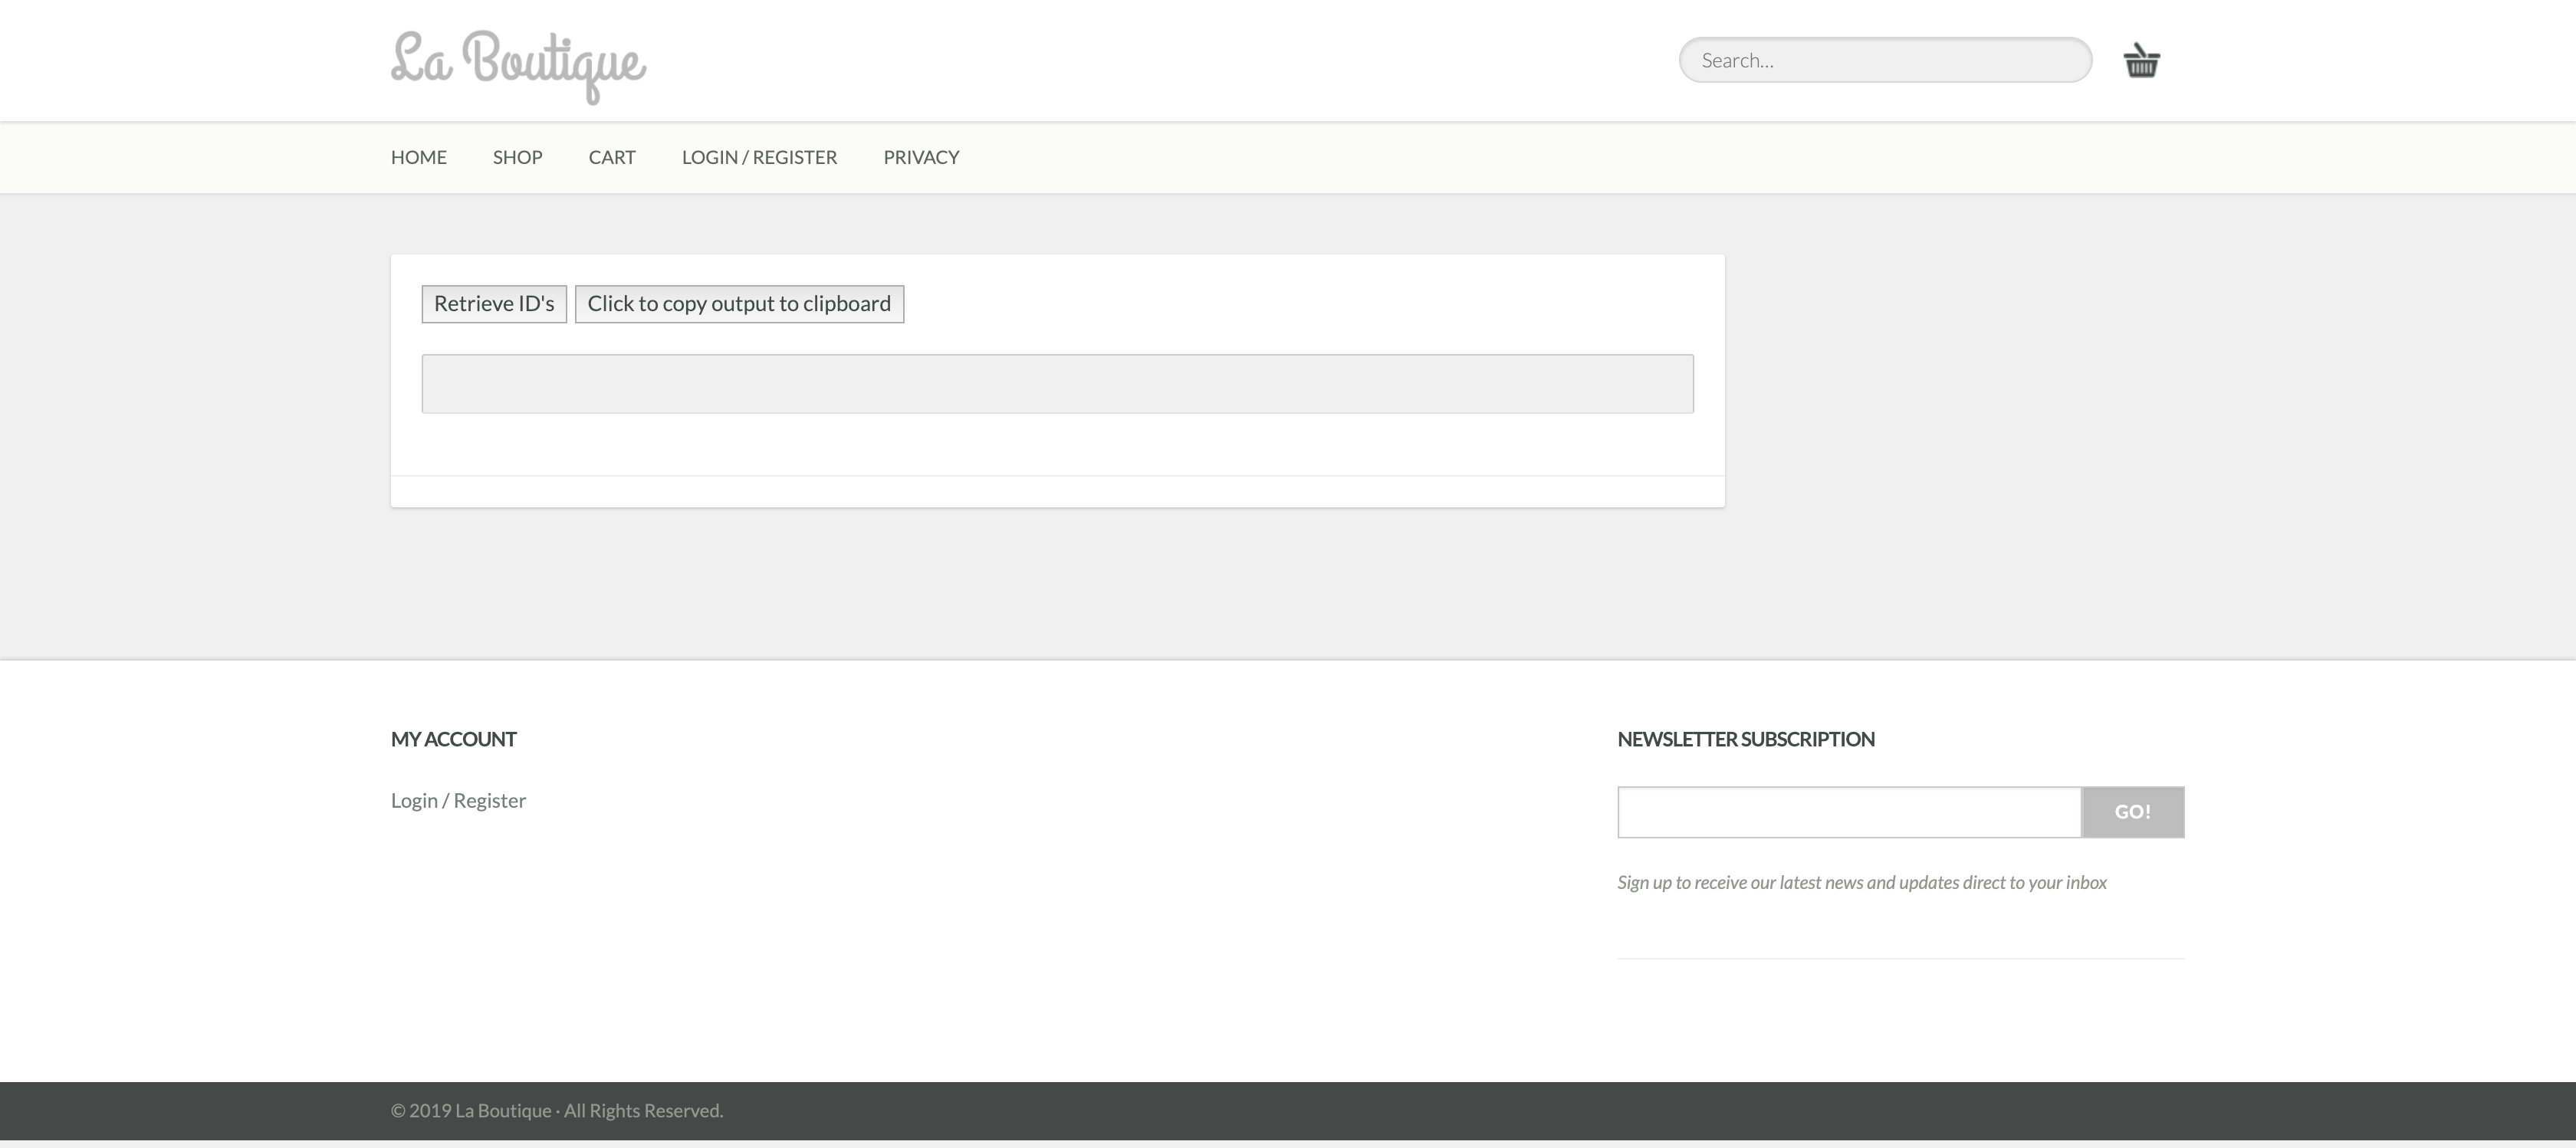 La Boutique
Search...
HOME SHOP CART LOGIN / REGISTER PRIVACY
Retrieve ID's Click to copy output to clipboard
MY ACCOUNT
Login / Register
NEWSLETTER SUBSCRIPTION
GO!
Sign up to receive our latest news and updates direct to your inbox
© 2019 La Boutique · All Rights Reserved.